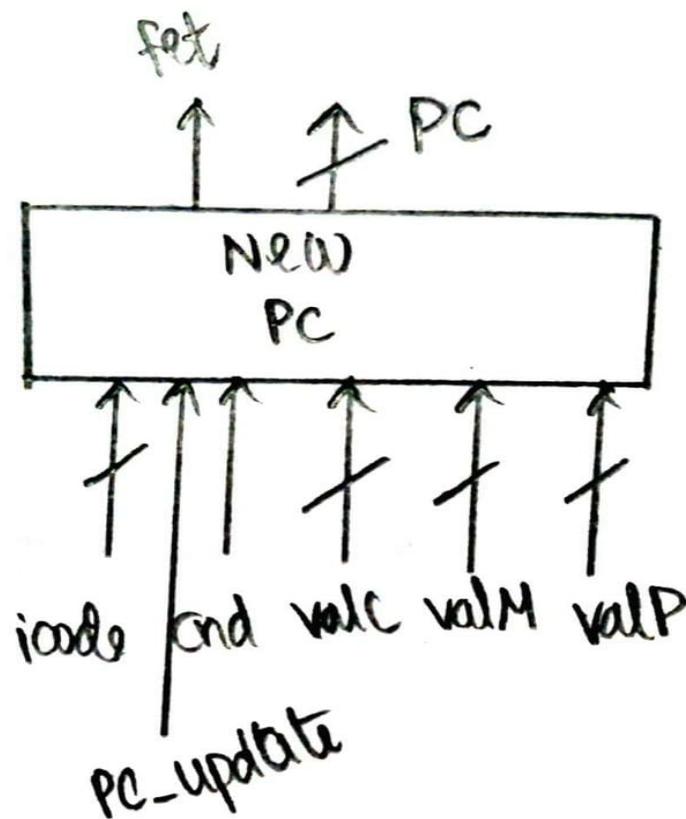 fet
PC
New
PC
icode cnd valC valM valP
PC_update